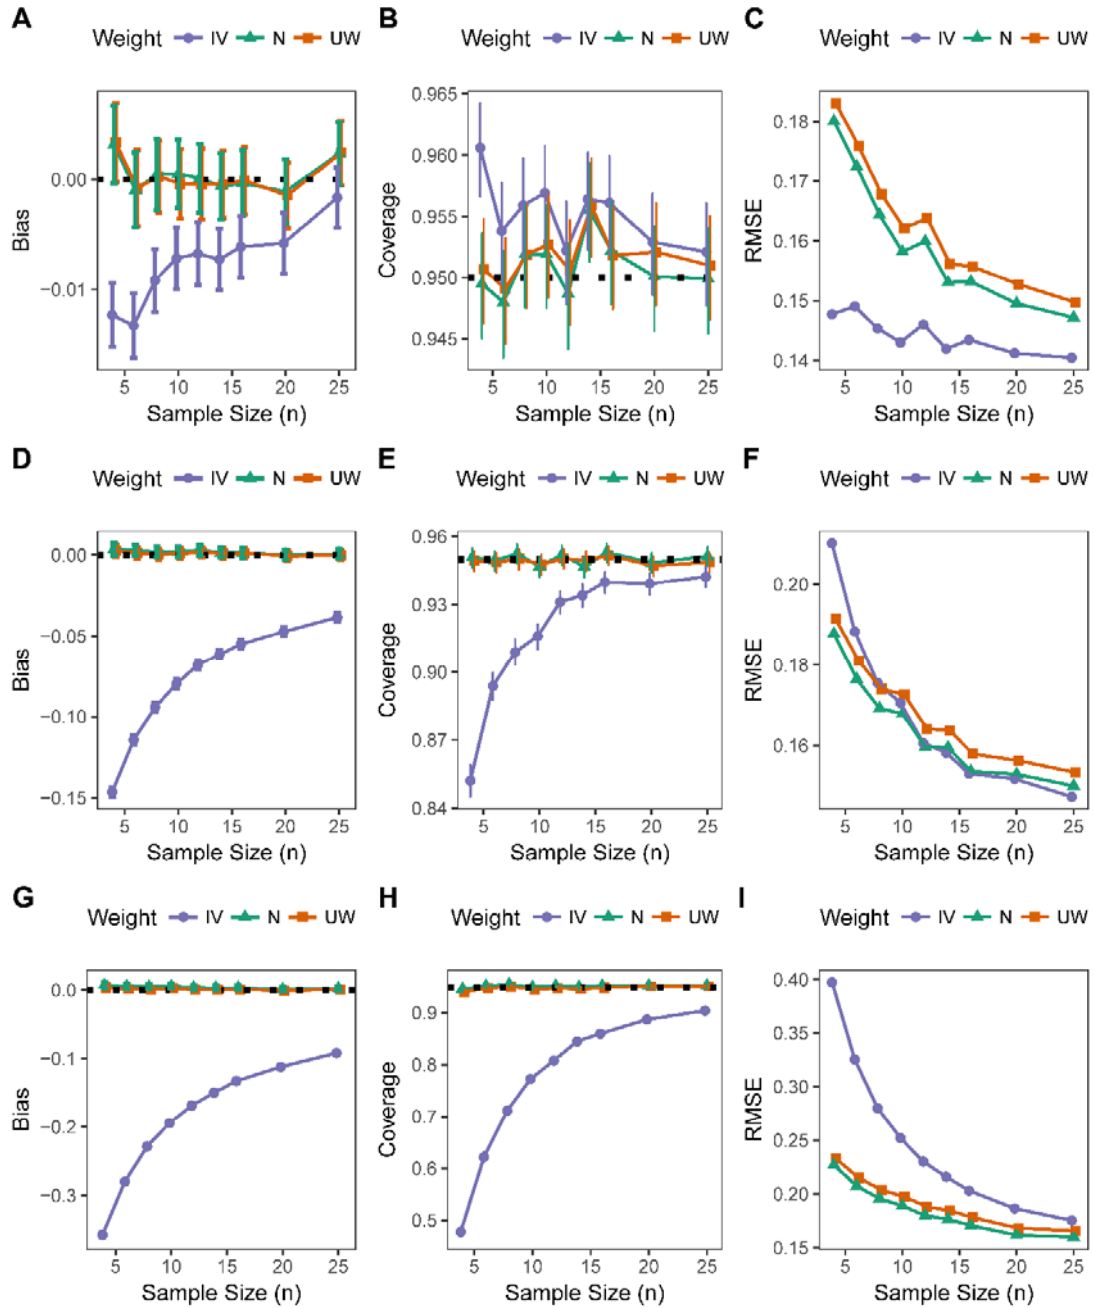 A
B
C
Weight IV N UW
Weight IV N UW
Weight IV N UW
Bias
0.00
−0.01
5 10 15 20 25
Sample Size (n)
Coverage
0.965
0.960
0.955
0.950
0.945
5 10 15 20 25
Sample Size (n)
RMSE
0.18
0.17
0.16
0.15
0.14
5 10 15 20 25
Sample Size (n)
D
E
F
Weight IV N UW
Weight IV N UW
Weight IV N UW
Bias
0.00
−0.05
−0.10
−0.15
5 10 15 20 25
Sample Size (n)
Coverage
0.96
0.93
0.90
0.87
0.84
5 10 15 20 25
Sample Size (n)
RMSE
0.20
0.18
0.16
5 10 15 20 25
Sample Size (n)
G
H
I
Weight IV N UW
Weight IV N UW
Weight IV N UW
Bias
0.0
−0.1
−0.2
−0.3
5 10 15 20 25
Sample Size (n)
Coverage
0.9
0.8
0.7
0.6
0.5
5 10 15 20 25
Sample Size (n)
RMSE
0.40
0.35
0.30
0.25
0.20
0.15
5 10 15 20 25
Sample Size (n)